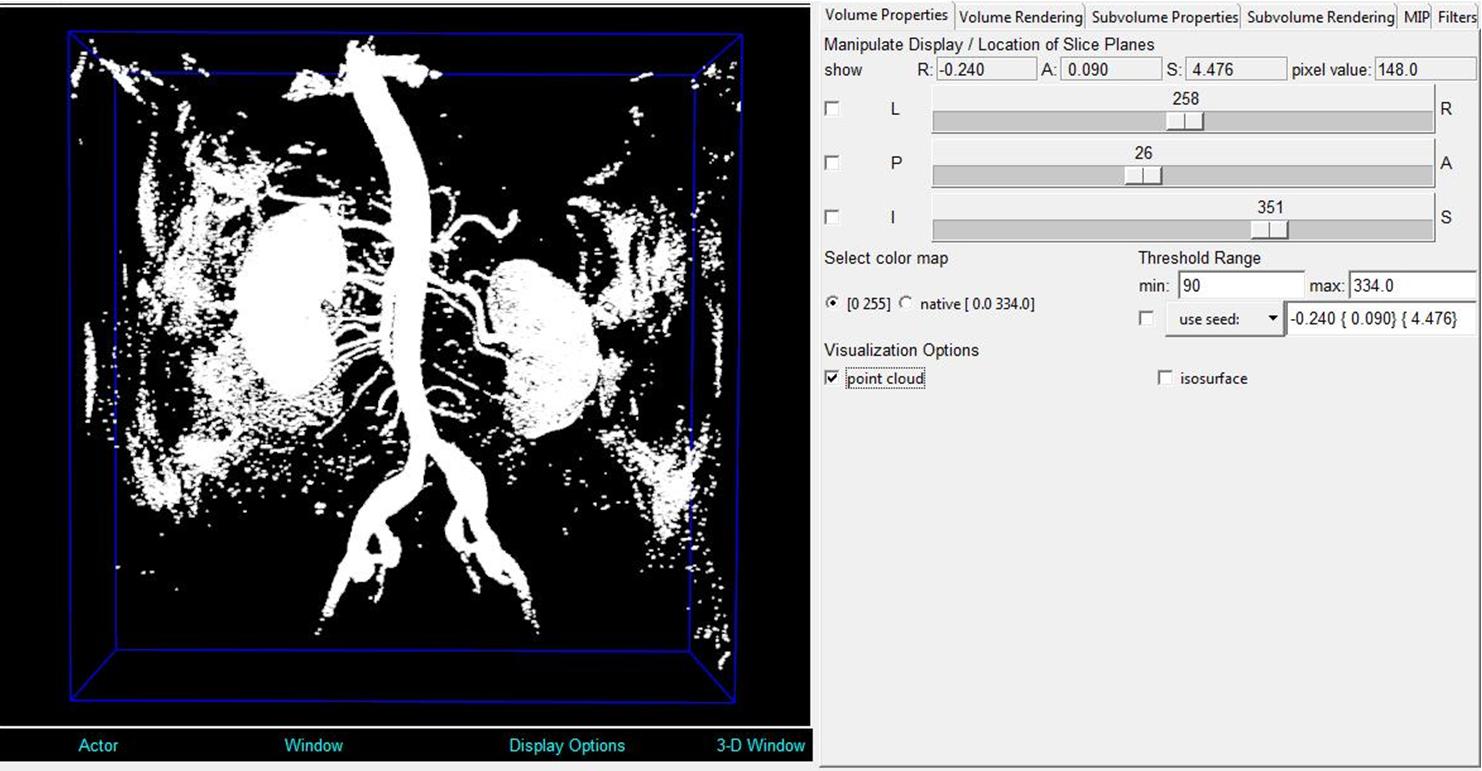 Volume Properties Volume Rendering Subvolume Properties Subvolume Rendering MIP Filters
Manipulate Display / Location of Slice Planes
show R: -0.240 A: 0.090 S: 4.476 pixel value: 148.0
258
L R
26
P A
351
I S
Select color map Threshold Range
min: 90 max: 334.0
[0 255] native [ 0.0 334.0]
use seed: -0.240 { 0.090} { 4.476}
Visualization Options
point cloud isosurface
Actor Window Display Options 3-D Window